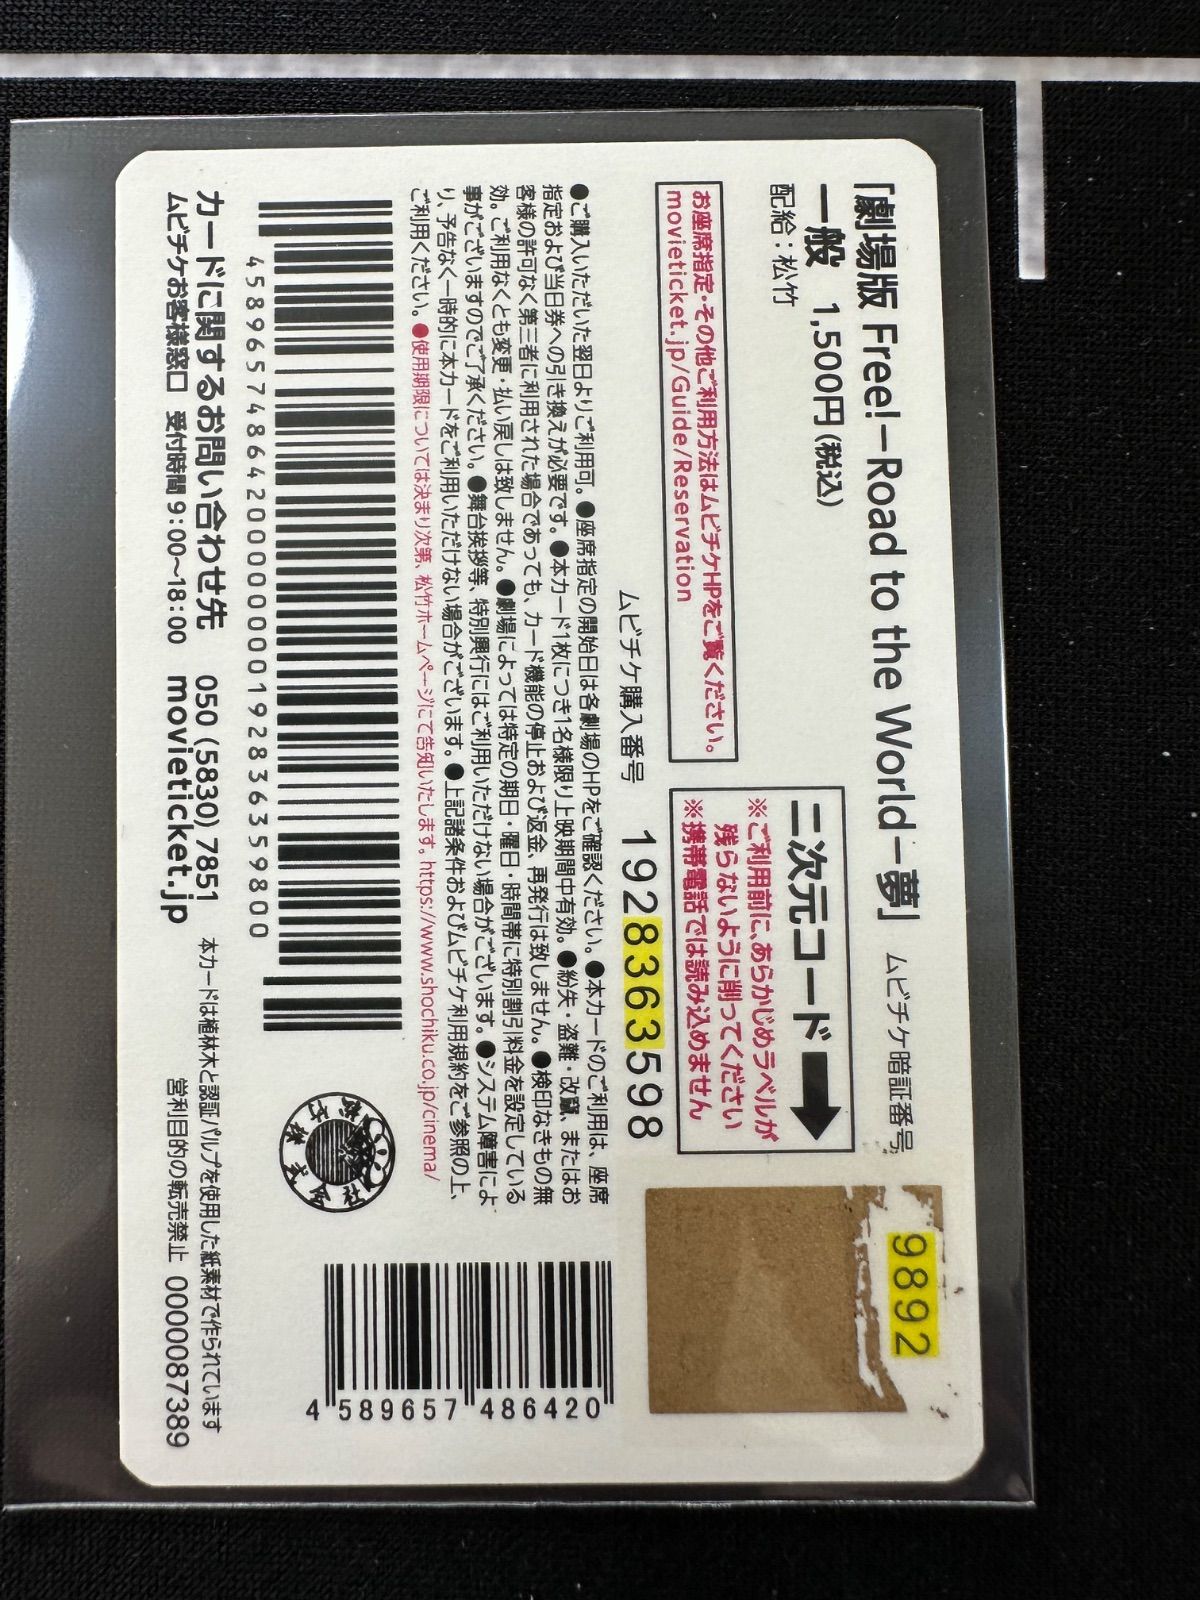 「劇場版 Free!－Road to the World－夢」
ムビチケ暗証番号
9892
一般 1,500円(税込)
配給：松竹
二次元コード
※ご利用前に、あらかじめラベルが
残らないように削ってください
※携帯電話では読み込めません
お座席指定・その他ご利用方法はムビチケHPをご覧ください。
movieticket.jp/Guide/Reservation
ムビチケ購入番号 1928363598
●ご購入いただいた翌日よりご利用可。●座席指定の開始日は各劇場のHPをご確認ください。●本カードのご利用は、座席
指定および当日券への引き換えが必要です。●本カード1枚につき1名様限り上映期間中有効。●紛失・盗難・改竄、またはお
客様の許可なく第三者に利用された場合であっても、カード機能の停止および返金、再発行は致しません。●検印なきもの無
効。ご利用なくとも変更・払い戻しは致しません。●劇場によっては特定の期日・曜日・時間帯に特別割引料金を設定している
事がございますのでご了承ください。●舞台挨拶等、特別興行にはご利用いただけない場合がございます。●システム障害によ
り、予告なく一時的に本カードをご利用いただけない場合がございます。●上記諸条件およびムビチケ利用規約をご参照の上、
ご利用ください。●使用期限については決まり次第、松竹ホームページにて告知いたします。https://www.shochiku.co.jp/cinema/
45896574864200000000192836359800
松竹株式会社
4 589657 486420
カードに関するお問い合わせ先 050 (5830) 7851
ムビチケお客様窓口 受付時間 9:00～18:00 movieticket.jp
本カードは植林木と認証パルプを使用した紙素材で作られています
営利目的の転売禁止 0000087389